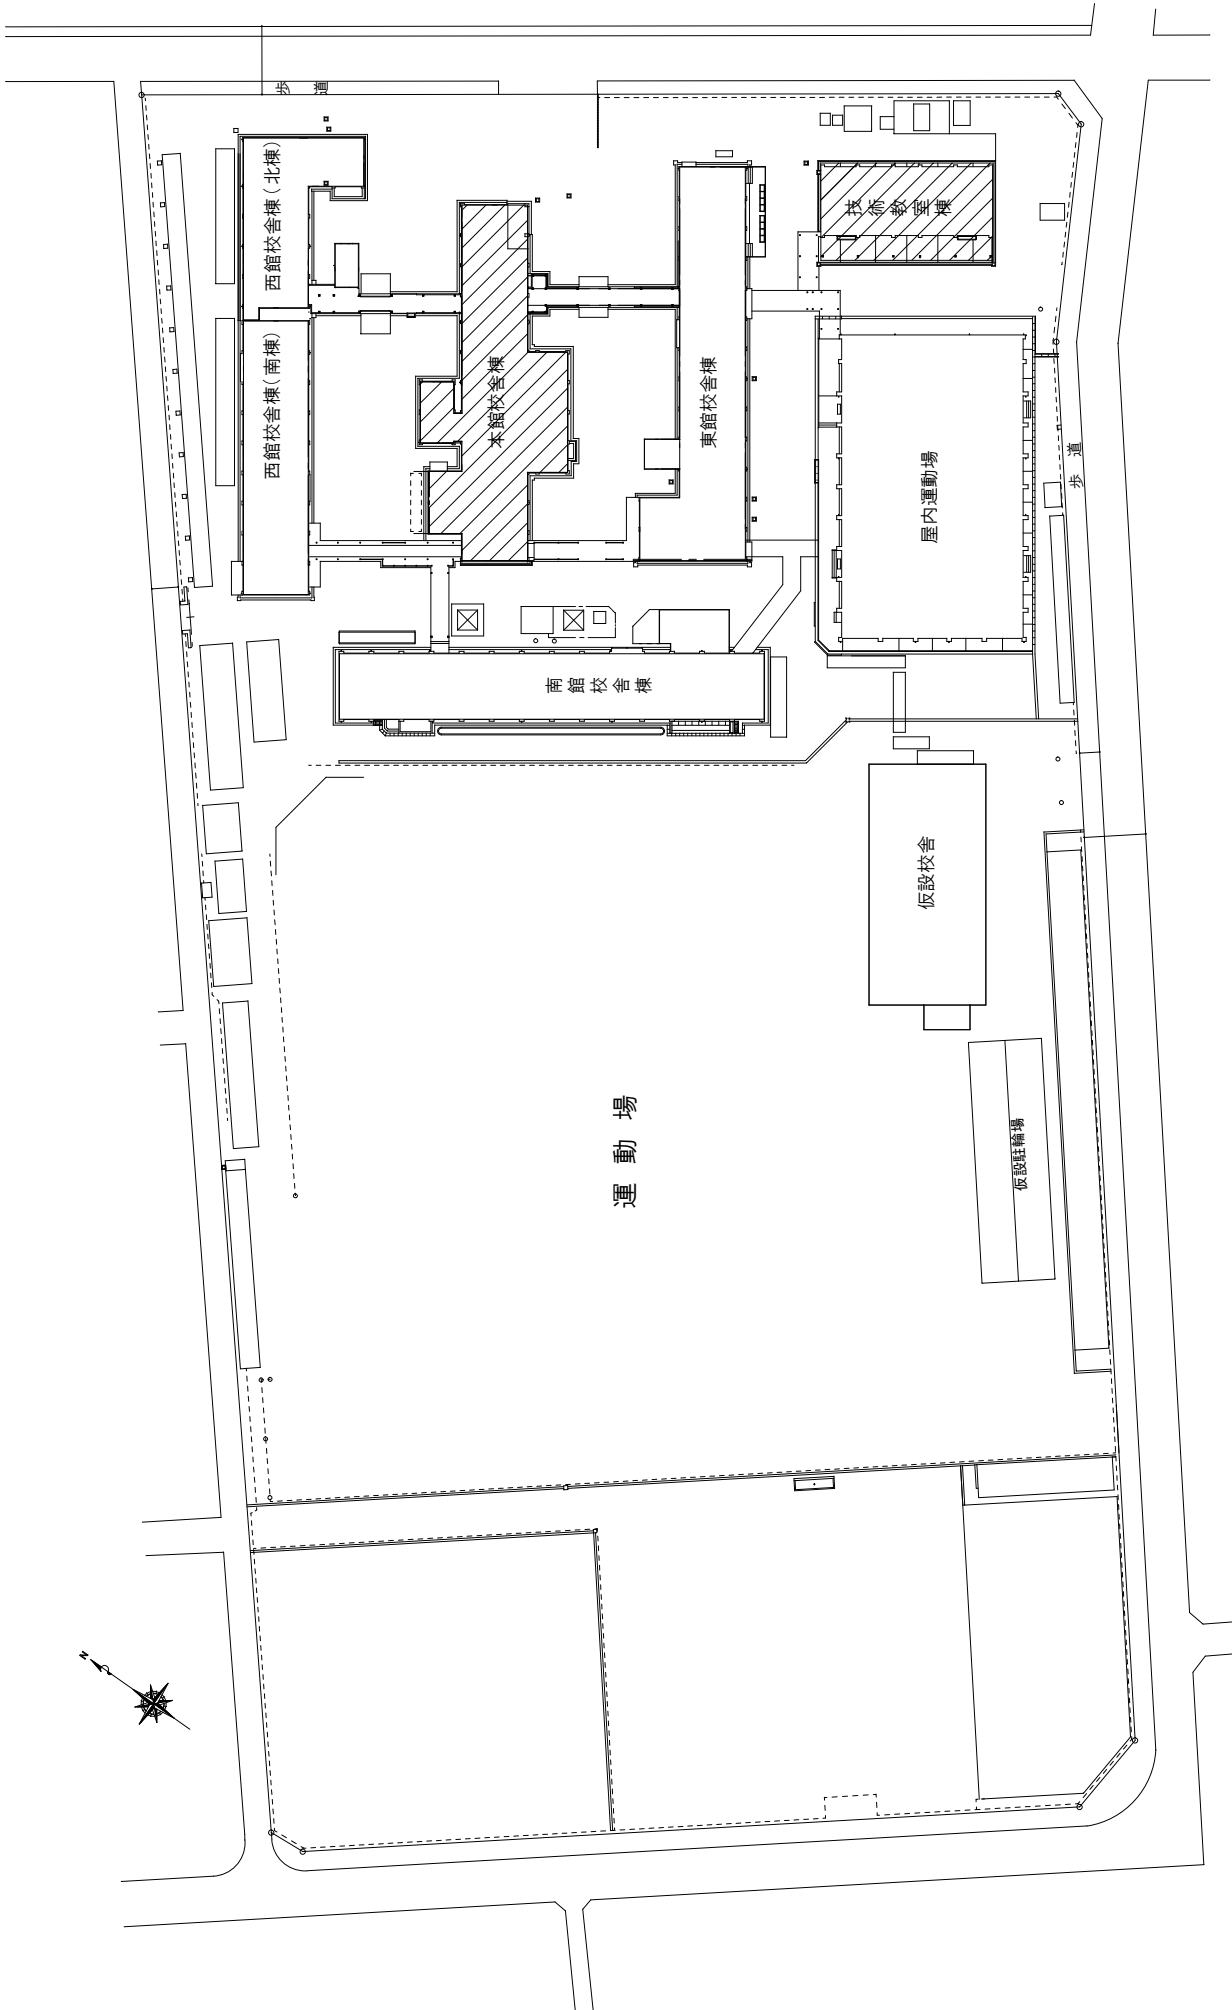 歩道
西館校舎棟(北棟)
技術教室棟
西館校舎棟(南棟)
本館校舎棟
東館校舎棟
屋内運動場
歩道
南館校舎棟
仮設校舎
運動場
仮設駐輪場
N